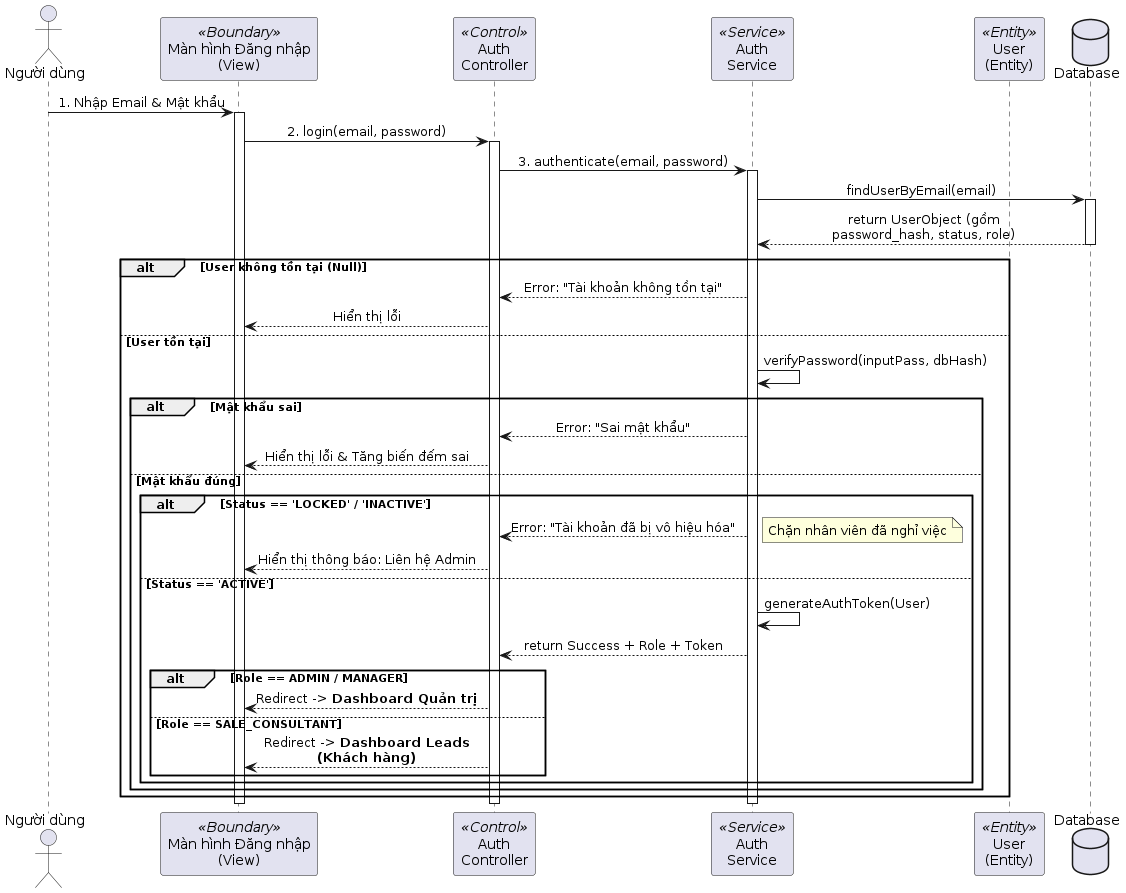 «Boundary»
Màn hình Đăng nhập
(View)
«Control»
Auth
Controller
«Service»
Auth
Service
«Entity»
User
(Entity)
Người dùng
Database
1. Nhập Email & Mật khẩu
2. login(email, password)
3. authenticate(email, password)
findUserByEmail(email)
return UserObject (gồm
password_hash, status, role)
alt
[User không tồn tại (Null)]
Error: "Tài khoản không tồn tại"
Hiển thị lỗi
[User tồn tại]
verifyPassword(inputPass, dbHash)
alt
[Mật khẩu sai]
Error: "Sai mật khẩu"
Hiển thị lỗi & Tăng biến đếm sai
[Mật khẩu đúng]
alt
[Status == 'LOCKED' / 'INACTIVE']
Error: "Tài khoản đã bị vô hiệu hóa"
Chặn nhân viên đã nghỉ việc
Hiển thị thông báo: Liên hệ Admin
[Status == 'ACTIVE']
generateAuthToken(User)
return Success + Role + Token
alt
[Role == ADMIN / MANAGER]
Redirect -> Dashboard Quản trị
[Role == SALE_CONSULTANT]
Redirect -> Dashboard Leads
(Khách hàng)
Người dùng
«Boundary»
Màn hình Đăng nhập
(View)
«Control»
Auth
Controller
«Service»
Auth
Service
«Entity»
User
(Entity)
Database